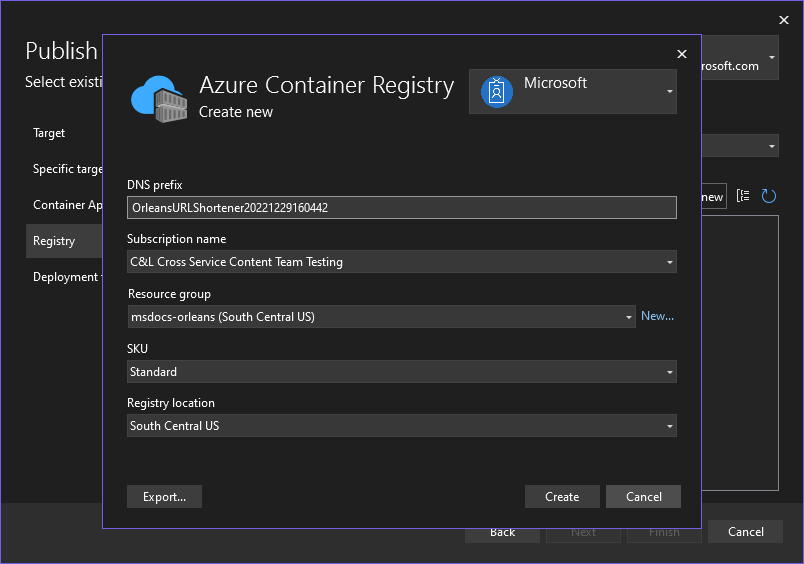 Publish
Select existi
rosoft.com
Target
Specific targe
Container Ap
Registry
Deployment
new
Azure Container Registry
Create new
Microsoft
DNS prefix
OrleansURLShortener20221229160442
Subscription name
C&L Cross Service Content Team Testing
Resource group
msdocs-orleans (South Central US)
New...
SKU
Standard
Registry location
South Central US
Export...
Create
Cancel
Back
Next
Finish
Cancel